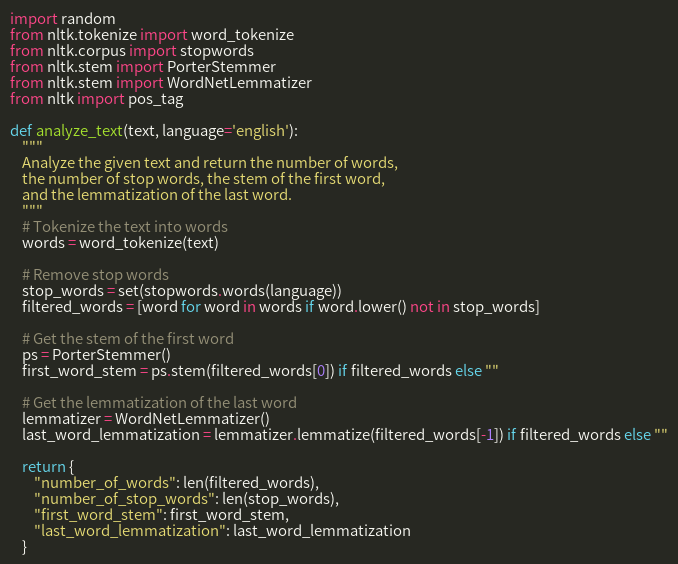 import random
from nltk.tokenize import word_tokenize
from nltk.corpus import stopwords
from nltk.stem import PorterStemmer
from nltk.stem import WordNetLemmatizer
from nltk import pos_tag

def analyze_text(text, language='english'):
    """
    Analyze the given text and return the number of words,
    the number of stop words, the stem of the first word,
    and the lemmatization of the last word.
    """
    # Tokenize the text into words
    words = word_tokenize(text)

    # Remove stop words
    stop_words = set(stopwords.words(language))
    filtered_words = [word for word in words if word.lower() not in stop_words]

    # Get the stem of the first word
    ps = PorterStemmer()
    first_word_stem = ps.stem(filtered_words[0]) if filtered_words else ""

    # Get the lemmatization of the last word
    lemmatizer = WordNetLemmatizer()
    last_word_lemmatization = lemmatizer.lemmatize(filtered_words[-1]) if filtered_words else ""

    return {
        "number_of_words": len(filtered_words),
        "number_of_stop_words": len(stop_words),
        "first_word_stem": first_word_stem,
        "last_word_lemmatization": last_word_lemmatization
    }